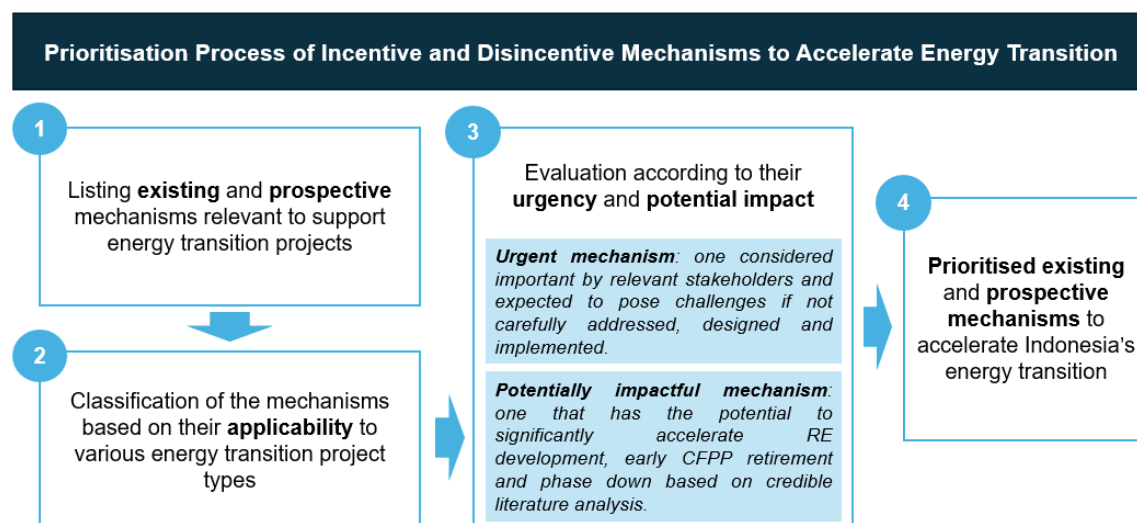 Prioritisation Process of Incentive and Disincentive Mechanisms to Accelerate Energy Transition
1
Listing existing and prospective
mechanisms relevant to support
energy transition projects
2
Classification of the mechanisms
based on their applicability to
various energy transition project
types
3
Evaluation according to their
urgency and potential impact
Urgent mechanism: one considered
important by relevant stakeholders and
expected to pose challenges if not
carefully addressed, designed and
implemented.
Potentially impactful mechanism:
one that has the potential to
significantly accelerate RE
development, early CFPP retirement
and phase down based on credible
literature analysis.
4
Prioritised existing
and prospective
mechanisms to
accelerate Indonesia's
energy transition